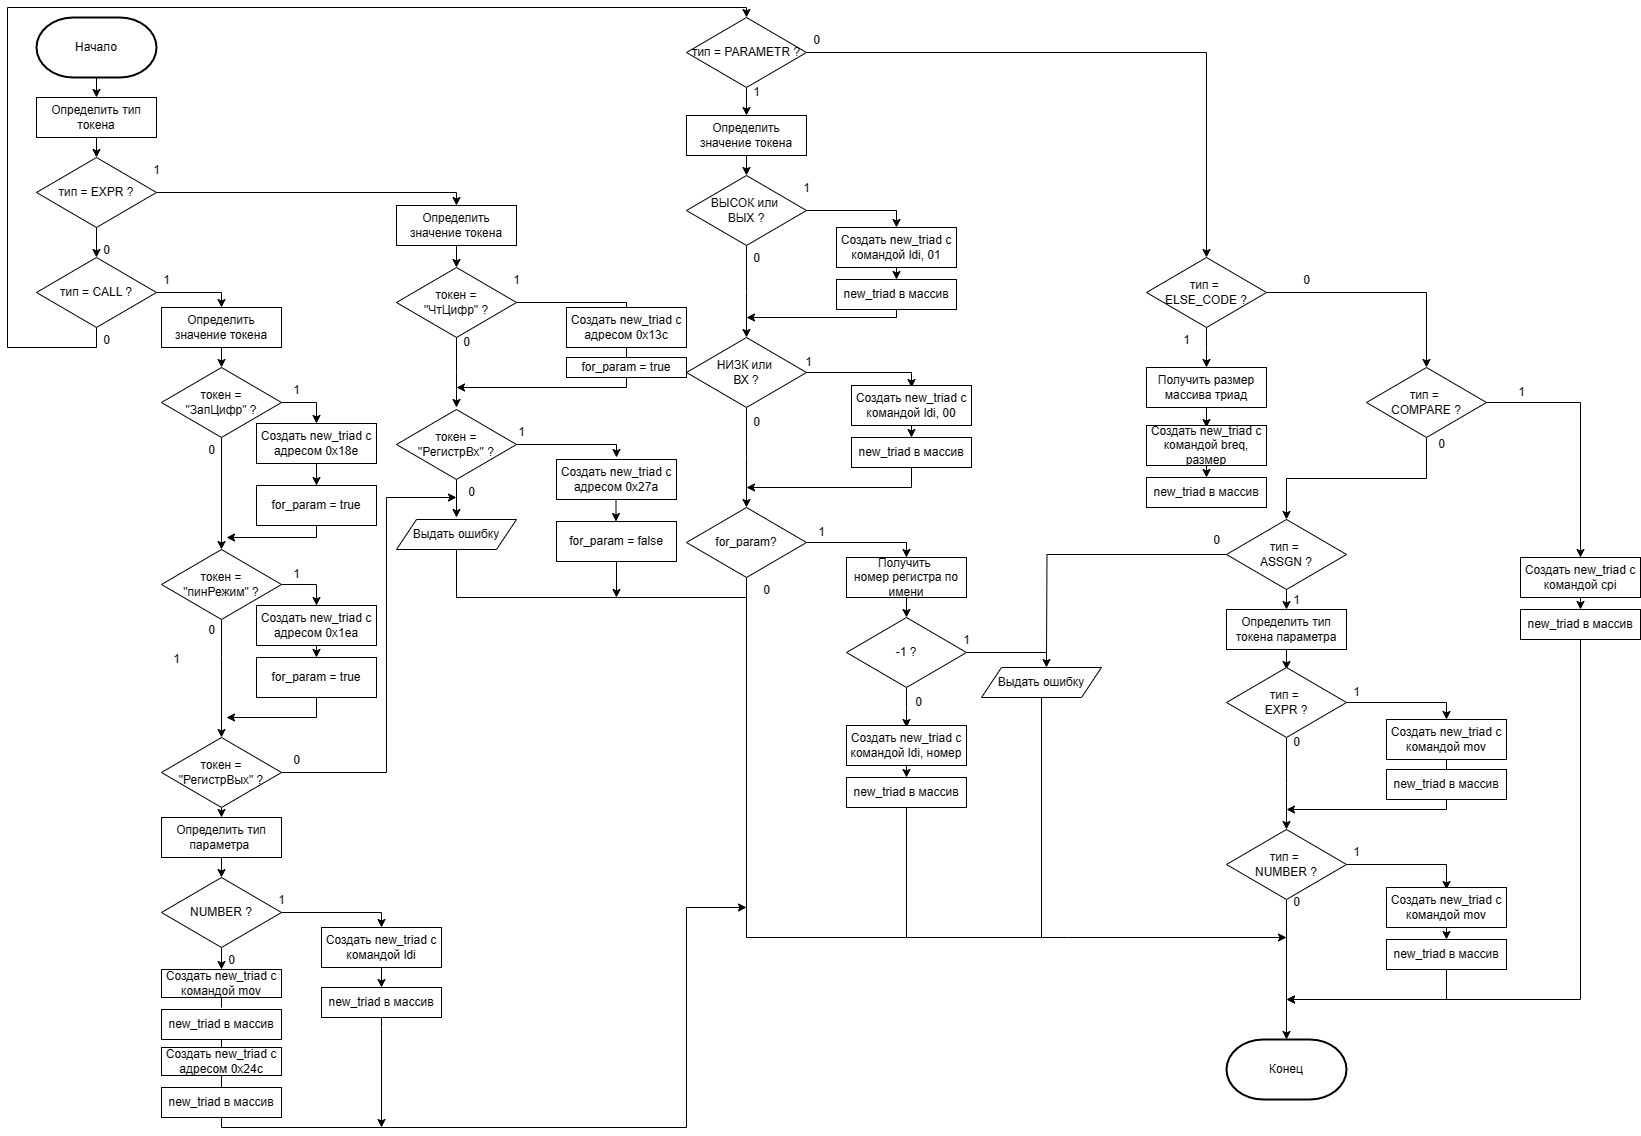 Начало
Определить тип
токена
тип = EXPR ?
1
0
тип = CALL ?
1
0
Определить
значение токена
токен =
"ЗапЦифр" ?
1
0
Создать new_triad с
адресом 0x18e
for_param = true
токен =
"пинРежим" ?
1
0
Создать new_triad с
адресом 0x1ea
for_param = true
1
токен =
"РегистрВых" ?
0
Определить тип
параметра
NUMBER ?
1
0
Создать new_triad с
командой ldi
new_triad в массив
Создать new_triad с
командой mov
new_triad в массив
Создать new_triad с
адресом 0x24c
new_triad в массив
Определить
значение токена
токен =
"ЧтЦифр" ?
1
0
Создать new_triad с
адресом 0x13c
for_param = true
токен =
"РегистрВх" ?
1
0
Создать new_triad с
адресом 0x27a
for_param = false
Выдать ошибку
тип = PARAMETR ?
0
1
Определить
значение токена
ВЫСОК или
ВЫХ ?
1
0
Создать new_triad с
командой ldi, 01
new_triad в массив
НИЗК или
ВХ ?
1
0
Создать new_triad с
командой ldi, 00
new_triad в массив
for_param?
1
0
Получить
номер регистра по
имени
-1 ?
1
0
Выдать ошибку
Создать new_triad с
командой ldi, номер
new_triad в массив
тип =
ELSE_CODE ?
0
1
Получить размер
массива триад
Создать new_triad с
командой breq,
размер
new_triad в массив
тип =
COMPARE ?
1
0
Создать new_triad с
командой cpi
new_triad в массив
тип =
ASSGN ?
0
1
Определить тип
токена параметра
тип =
EXPR ?
1
0
Создать new_triad с
командой mov
new_triad в массив
тип =
NUMBER ?
1
0
Создать new_triad с
командой mov
new_triad в массив
Конец